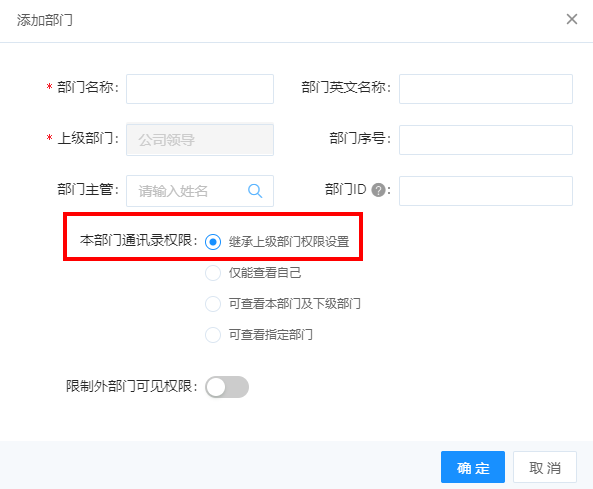 添加部门
* 部门名称: 部门英文名称:
* 上级部门: 公司领导 部门序号:
部门主管: 请输入姓名 部门ID ?:
本部门通讯录权限: 继承上级部门权限设置
仅能查看自己
可查看本部门及下级部门
可查看指定部门
限制外部门可见权限:
确 定 取 消